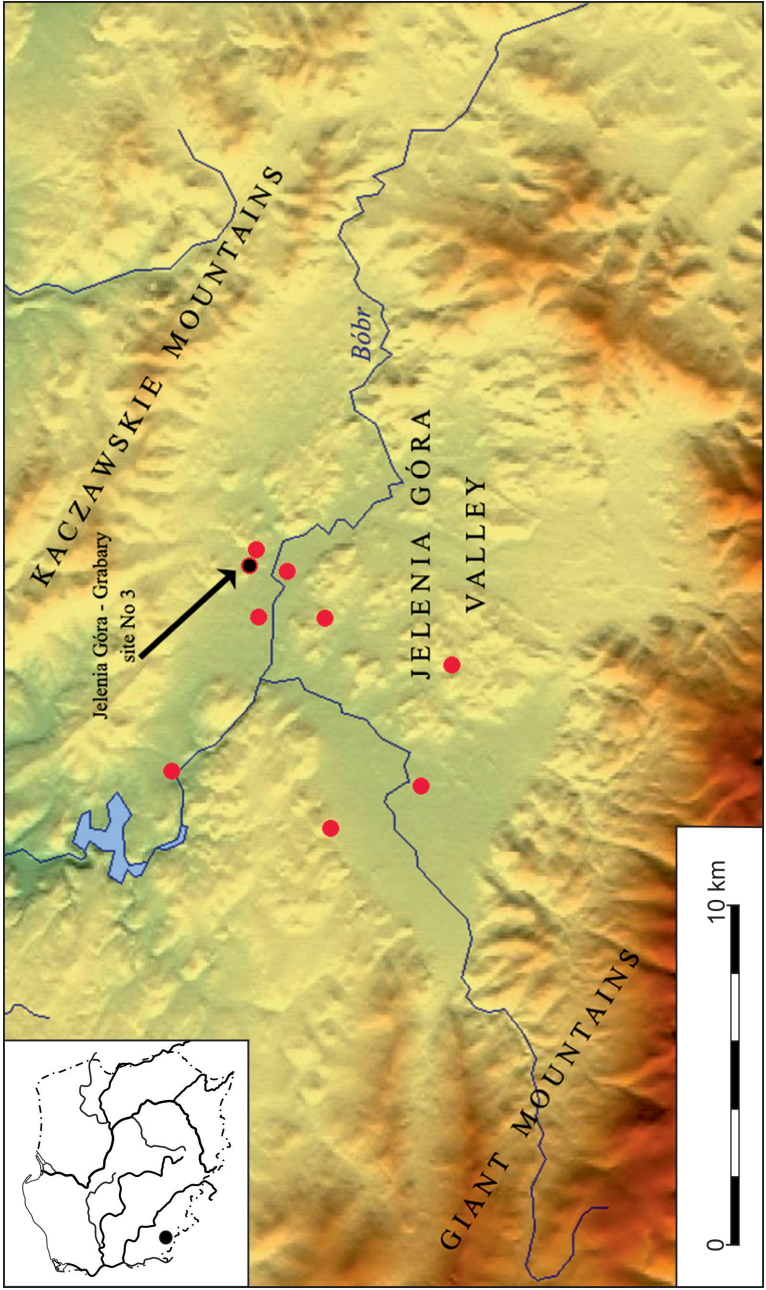 KACZAWSKIE MOUNTAINS
Jelenia Góra - Grabary
site No 3
Bóbr
JELENIA GÓRA
VALLEY
GIANT MOUNTAINS
0
10 km